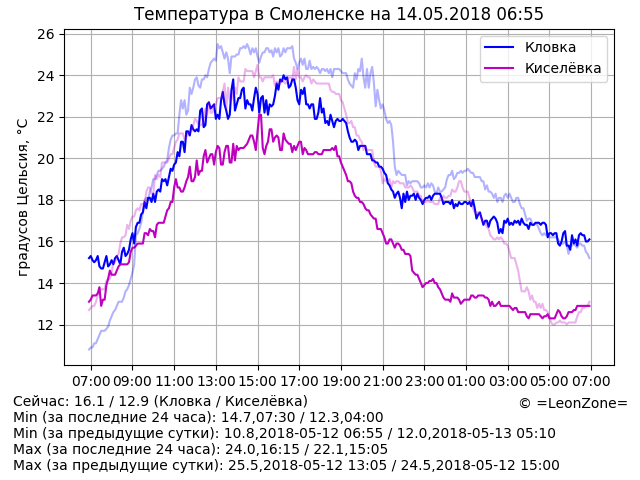 Температура в Смоленске на 14.05.2018 06:55
градусов Цельсия, °C
26
24
22
20
18
16
14
12
Кловка
Киселёвка
07:00 09:00 11:00 13:00 15:00 17:00 19:00 21:00 23:00 01:00 03:00 05:00 07:00
Сейчас: 16.1 / 12.9 (Кловка / Киселёвка)
© =LeonZone=
Min (за последние 24 часа): 14.7,07:30 / 12.3,04:00
Min (за предыдущие сутки): 10.8,2018-05-12 06:55 / 12.0,2018-05-13 05:10
Max (за последние 24 часа): 24.0,16:15 / 22.1,15:05
Max (за предыдущие сутки): 25.5,2018-05-12 13:05 / 24.5,2018-05-12 15:00